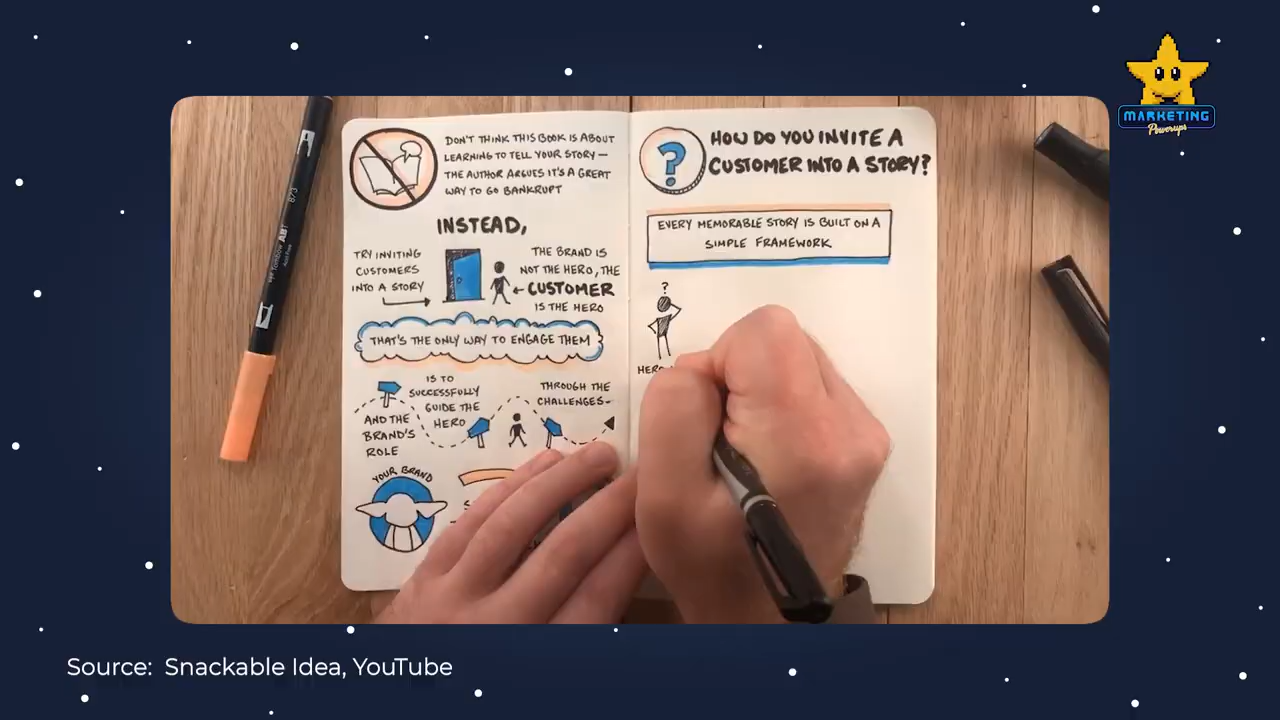 MARKETING
Powerups
DON'T THINK THIS BOOK IS ABOUT
LEARNING TO TELL YOUR STORY —
THE AUTHOR ARGUES IT'S A GREAT
WAY TO GO BANKRUPT
INSTEAD,
TRY INVITING
CUSTOMERS
INTO A STORY
THE BRAND IS
NOT THE HERO, THE
CUSTOMER
IS THE HERO
THAT'S THE ONLY WAY TO ENGAGE THEM
AND THE
BRAND'S
ROLE
IS TO
SUCCESSFULLY
GUIDE THE
HERO
THROUGH THE
CHALLENGES-
YOUR BRAND
HOW DO YOU INVITE A
CUSTOMER INTO A STORY?
?
EVERY MEMORABLE STORY IS BUILT ON A
SIMPLE FRAMEWORK
?
Source: Snackable Idea, YouTube